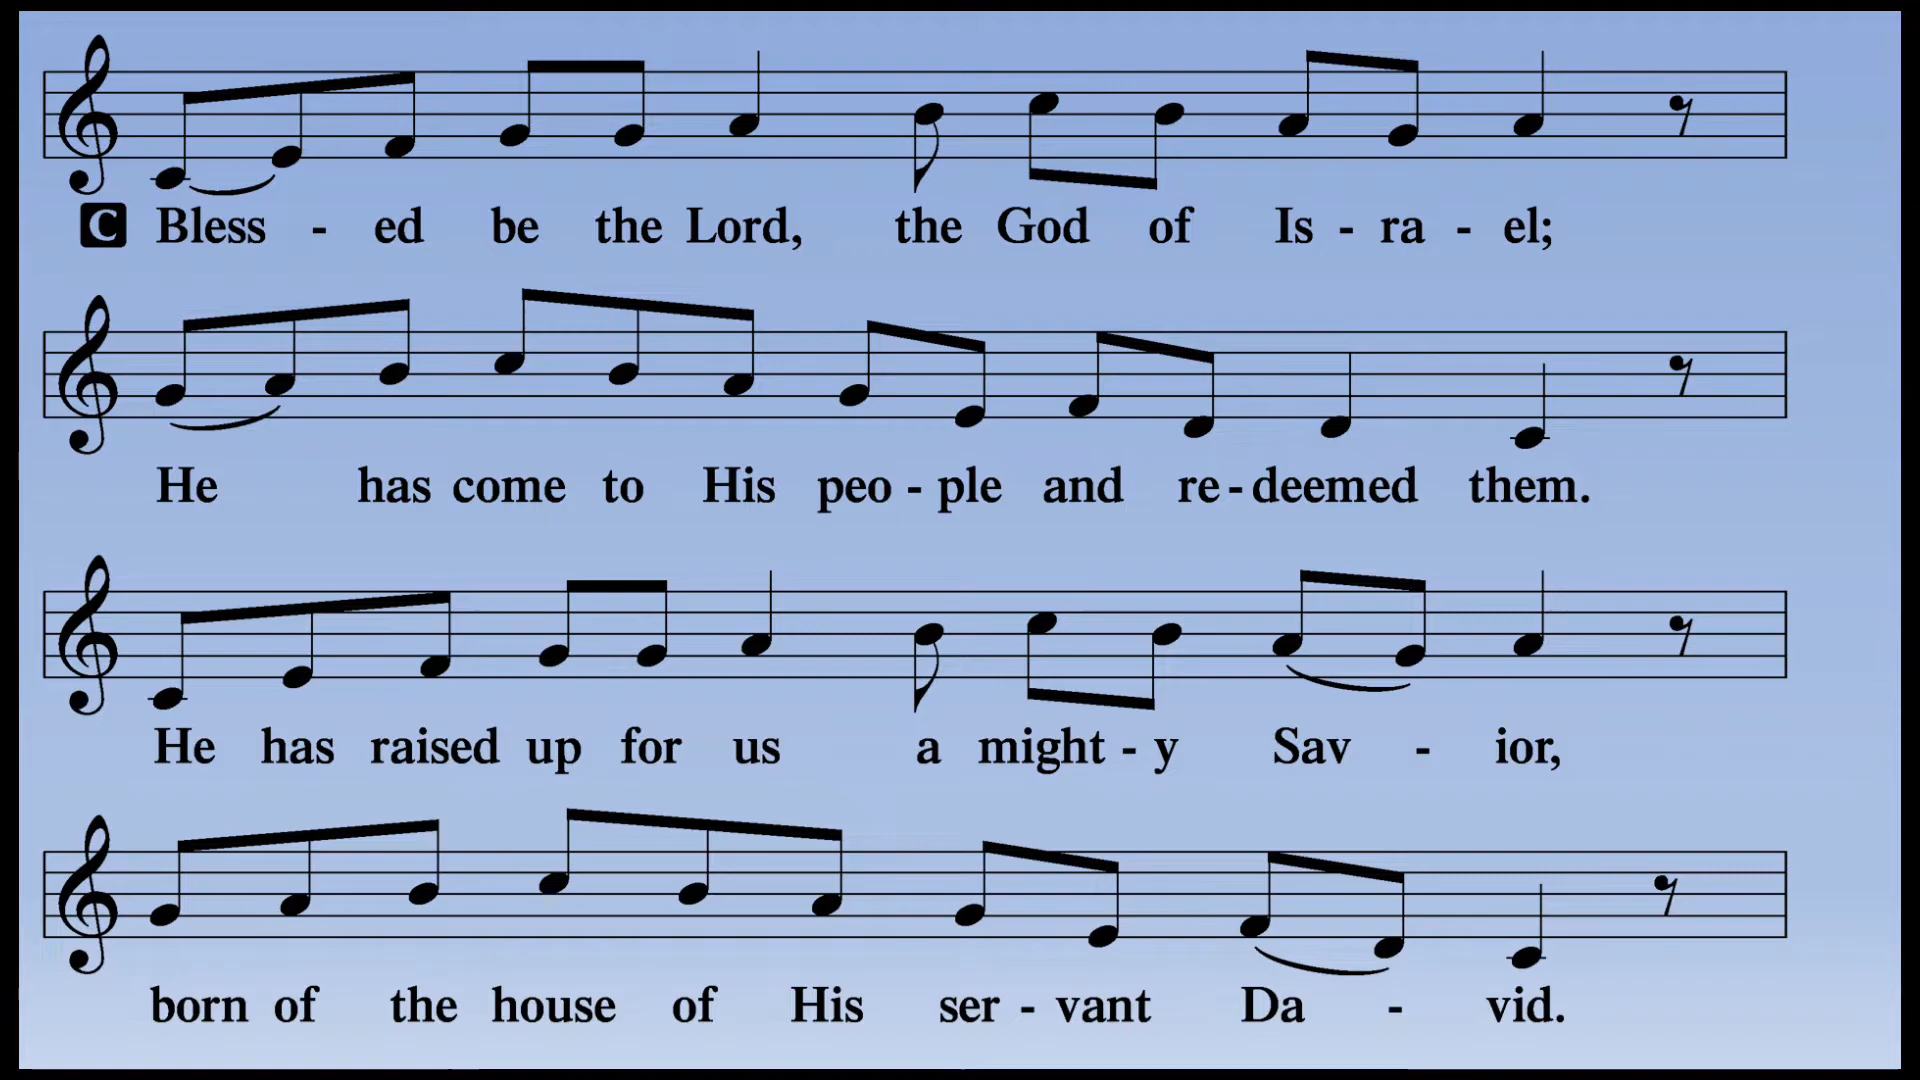 C Bless - ed be the Lord, the God of Is - ra - el;
He has come to His peo - ple and re - deemed them.
He has raised up for us a might - y Sav - ior,
born of the house of His ser - vant Da - vid.